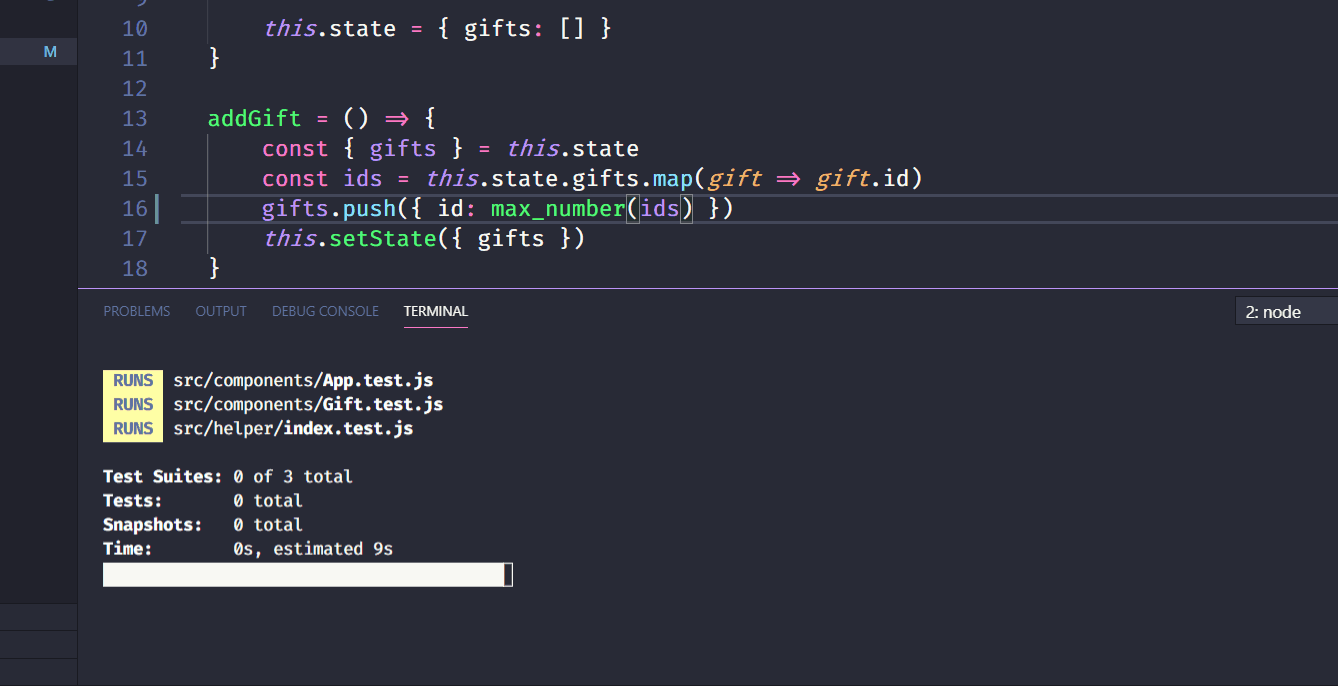 9
10 this.state = { gifts: [] }
M
11 }
12
13 addGift = () => {
14 const { gifts } = this.state
15 const ids = this.state.gifts.map(gift => gift.id)
16 gifts.push({ id: max_number(ids) })
17 this.setState({ gifts })
18 }
PROBLEMS OUTPUT DEBUG CONSOLE TERMINAL 2: node
RUNS src/components/App.test.js
RUNS src/components/Gift.test.js
RUNS src/helper/index.test.js
Test Suites: 0 of 3 total
Tests: 0 total
Snapshots: 0 total
Time: 0s, estimated 9s